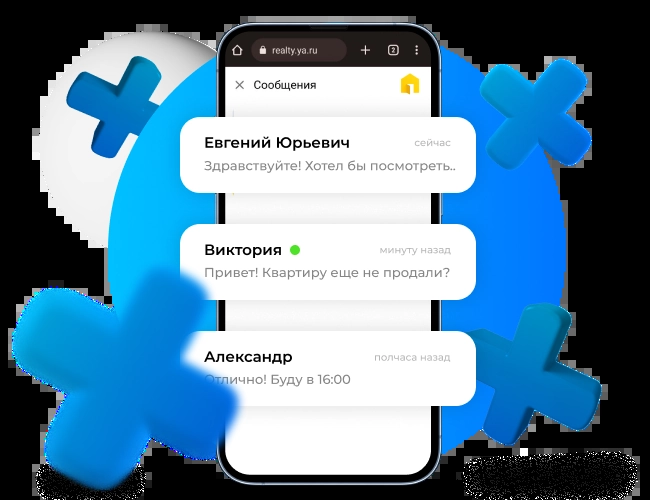 realty.ya.ru
2
Сообщения
Евгений Юрьевич
сейчас
Здравствуйте! Хотел бы посмотреть..
Виктория
минуту назад
Привет! Квартиру еще не продали?
Александр
полчаса назад
Отлично! Буду в 16:00